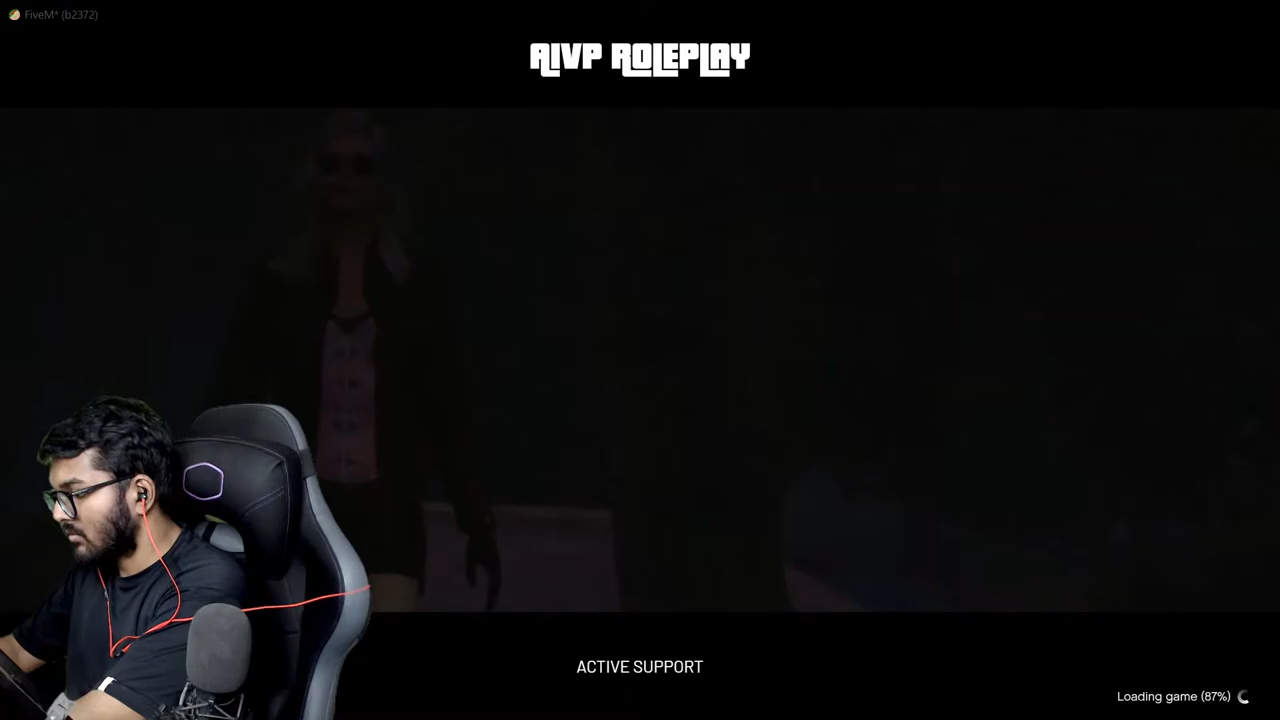 FiveM* (b2372)
AIVP ROLEPLAY
ACTIVE SUPPORT
Loading game (87%)